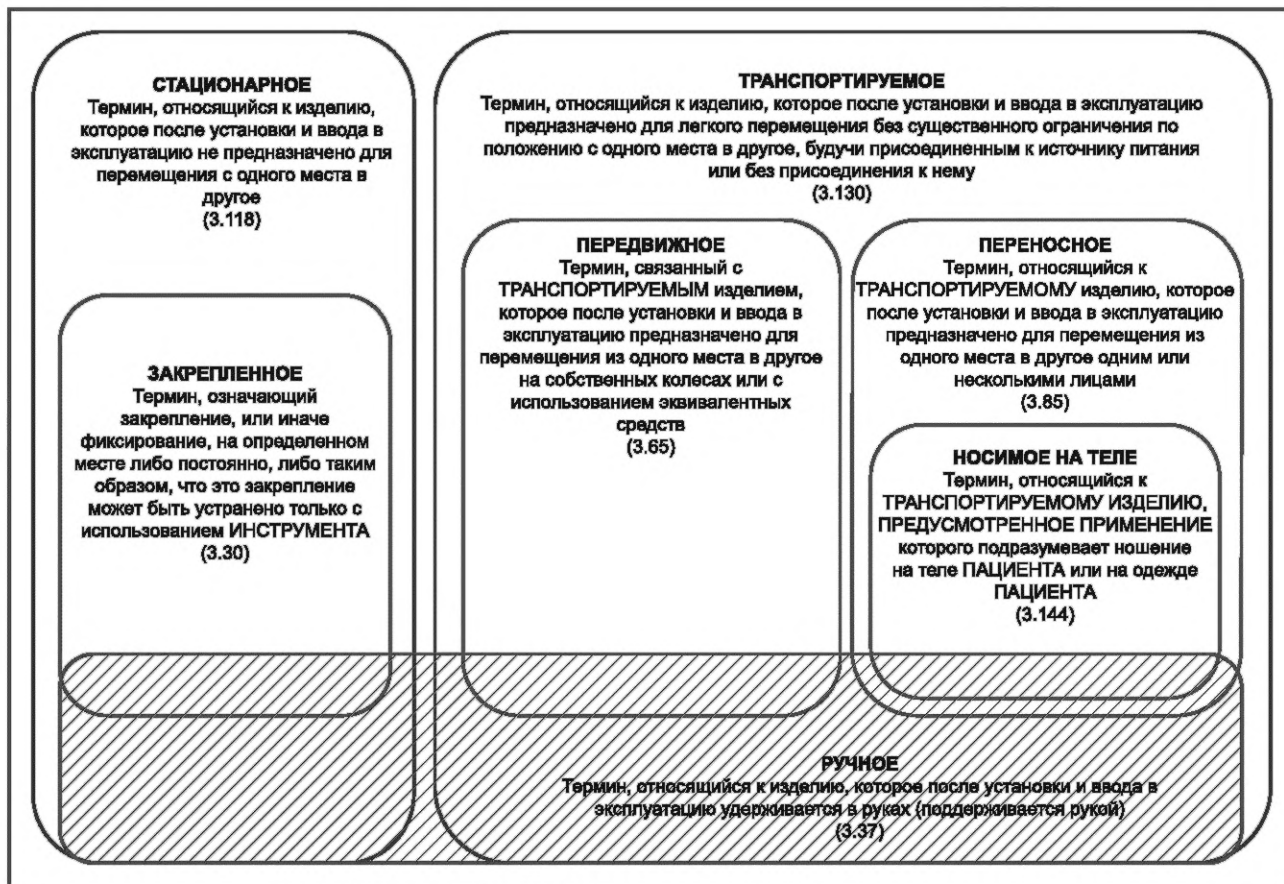 СТАЦИОНАРНОЕ
Термин, относящийся к изделию,
которое после установки и ввода в
эксплуатацию не предназначено для
перемещения с одного места в
другое
(3.118)
ЗАКРЕПЛЕННОЕ
Термин, означающий
закрепление, или иначе
фиксирование, на определенном
месте либо постоянно, либо таким
образом, что это закрепление
может быть устранено только с
использованием ИНСТРУМЕНТА
(3.30)
ТРАНСПОРТИРУЕМОЕ
Термин, относящийся к изделию, которое после установки и ввода в эксплуатацию
предназначено для легкого перемещения без существенного ограничения по
положению с одного места в другое, будучи присоединенным к источнику питания
или без присоединения к нему
(3.130)
ПЕРЕДВИЖНОЕ
Термин, связанный с
ТРАНСПОРТИРУЕМЫМ изделием,
которое после установки и ввода в
эксплуатацию предназначено для
перемещения из одного места в другое
на собственных колесах или с
использованием эквивалентных
средств
(3.65)
ПЕРЕНОСНОЕ
Термин, относящийся к
ТРАНСПОРТИРУЕМОМУ изделию, которое
после установки и ввода в эксплуатацию
предназначено для перемещения из
одного места в другое одним или
несколькими лицами
(3.85)
НОСИМОЕ НА ТЕЛЕ
Термин, относящийся к
ТРАНСПОРТИРУЕМОМУ ИЗДЕЛИЮ,
ПРЕДУСМОТРЕННОЕ ПРИМЕНЕНИЕ
которого подразумевает ношение
на теле ПАЦИЕНТА или на одежде
ПАЦИЕНТА
(3.144)
РУЧНОЕ
Термин, относящийся к изделию, которое после установки и ввода в
эксплуатацию удерживается в руках (поддерживается рукой)
(3.37)